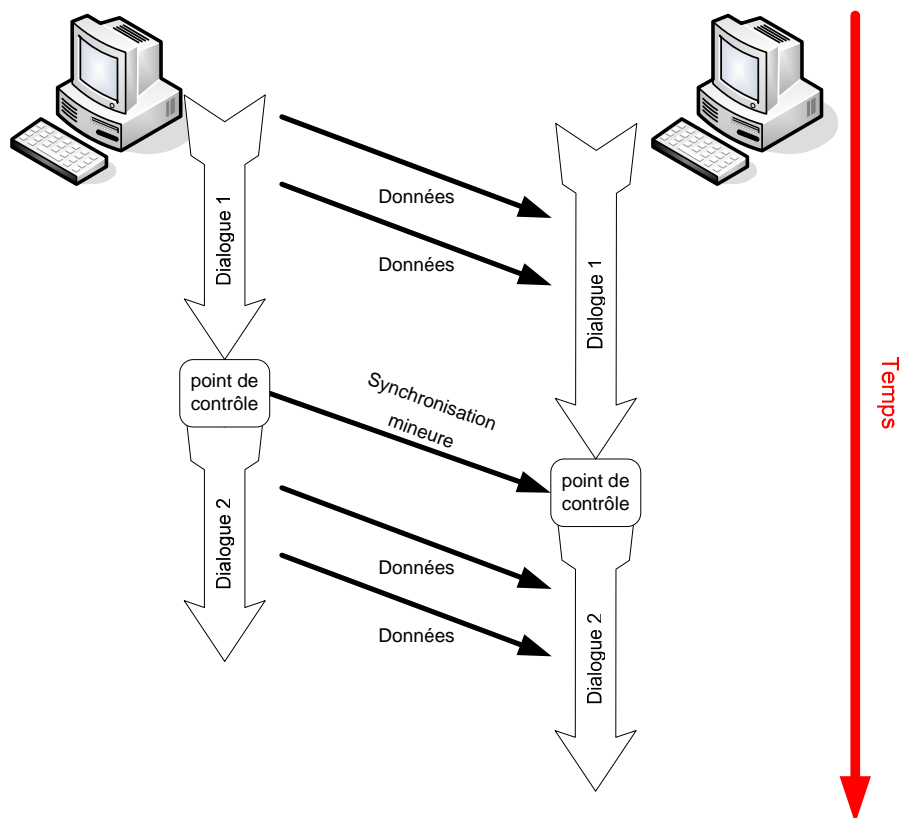 Données
Dialogue 1
Données
Dialogue 1
point de
contrôle
Synchronisation
mineure
point de
contrôle
Dialogue 2
Données
Données
Dialogue 2
Temps